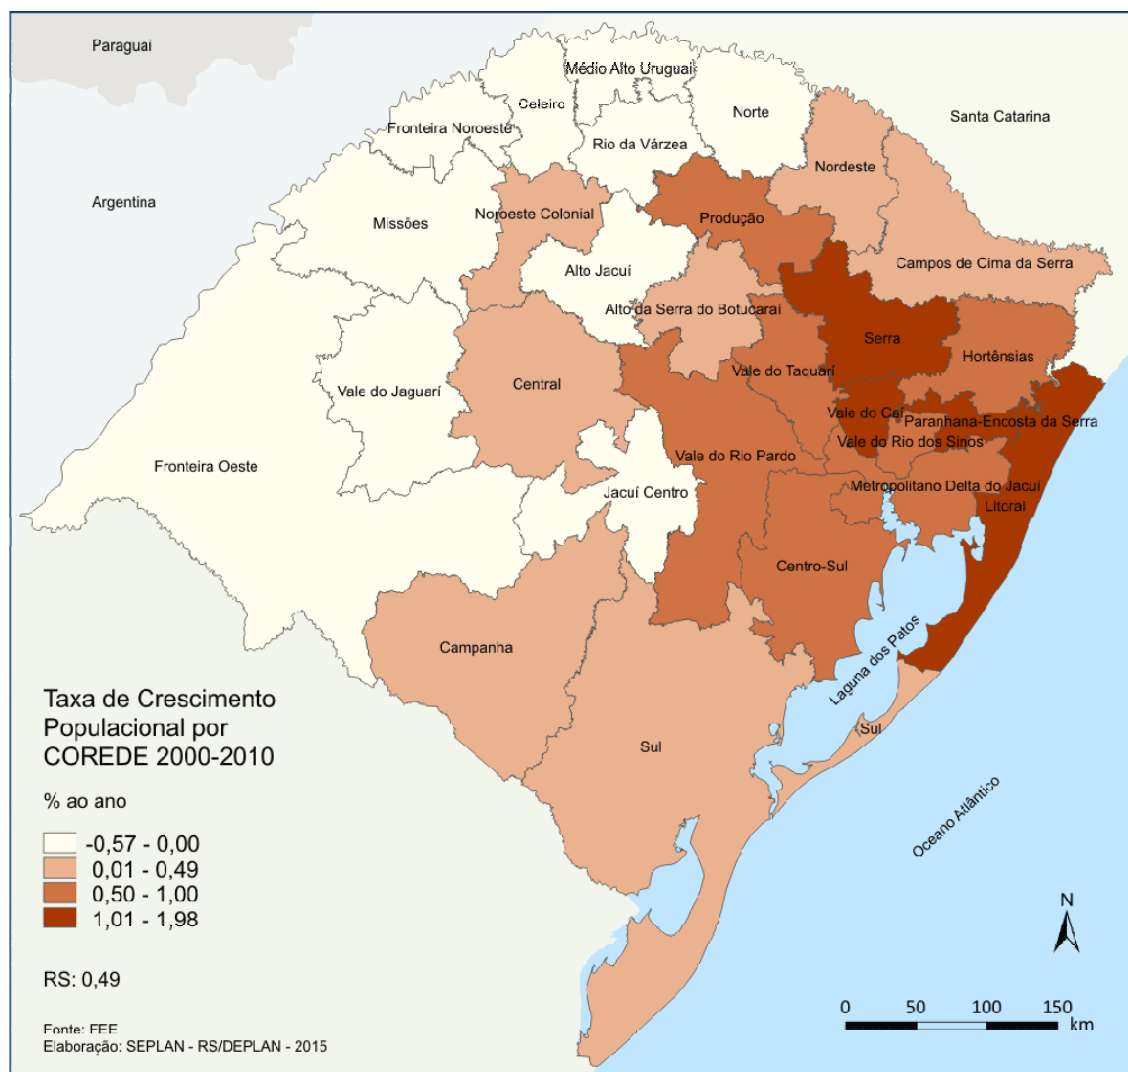 Paraguai
Médio Alto Uruguai
Celeiro
Norte
Santa Catarina
Fronteira Noroeste
Rio da Várzea
Nordeste
Argentina
Noroeste Colonial
Missões
Produção
Campos de Cima da Serra
Alto Jacuí
Alto da Serra do Botucaraí
Serra
Hortênsias
Vale do Taquarí
Central
Vale do Jaguarí
Vale do Caí
Paranhana-Encosta da Serra
Vale do Rio dos Sinos
Vale do Rio Pardo
Fronteira Oeste
Metropolitano Delta do Jacuí
Jacuí Centro
Litoral
Centro-Sul
Campanha
Laguna dos Patos
Sul
Sul
Oceano Atlântico
Taxa de Crescimento
Populacional por
COREDE 2000-2010
% ao ano
-0,57 - 0,00
0,01 - 0,49
0,50 - 1,00
1,01 - 1,98
N
RS: 0,49
0 50 100 150
km
Fonte: FEE
Elaboração: SEPLAN - RS/DEPLAN - 2015